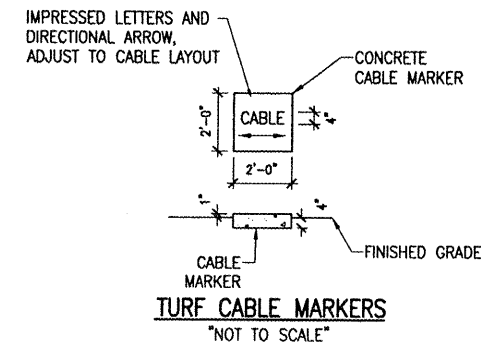 IMPRESSED LETTERS AND
DIRECTIONAL ARROW,
ADJUST TO CABLE LAYOUT
CONCRETE
CABLE MARKER
CABLE
2'-0"
4"
2'-0"
1"
4"
FINISHED GRADE
CABLE
MARKER
TURF CABLE MARKERS
"NOT TO SCALE"